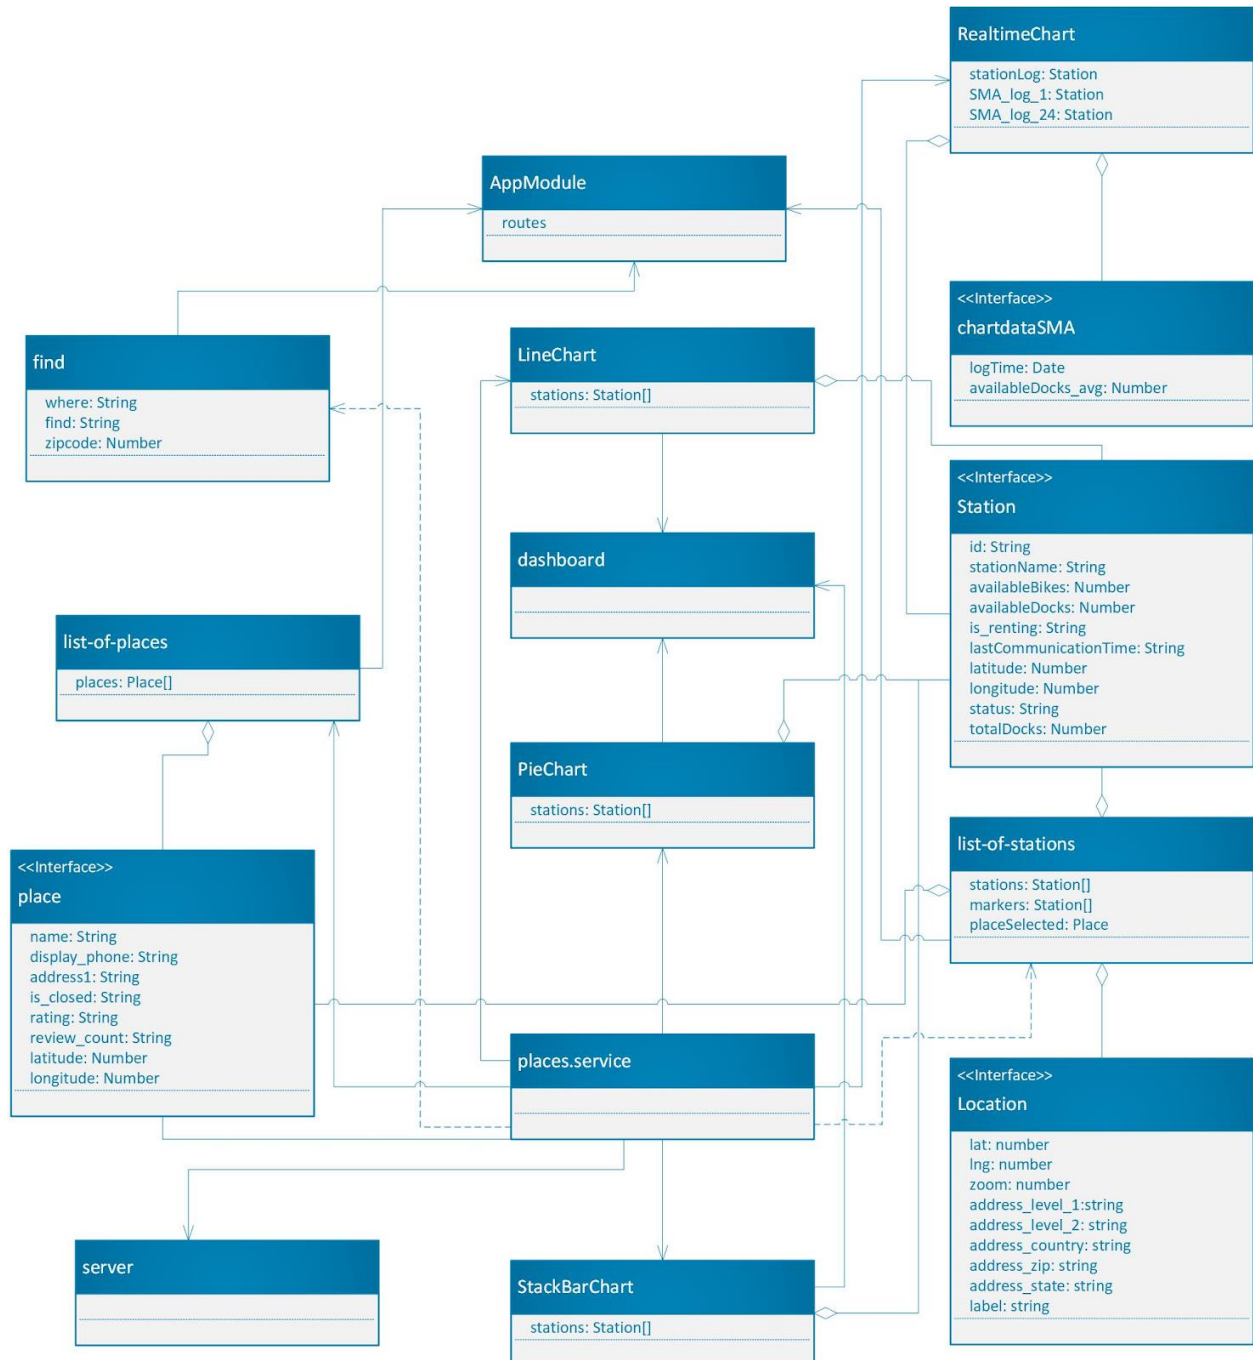 RealtimeChart
stationLog: Station
SMA_log_1: Station
SMA_log_24: Station
AppModule
routes
<<Interface>>
chartdataSMA
logTime: Date
availableDocks_avg: Number
find
where: String
find: String
zipcode: Number
LineChart
stations: Station[]
<<Interface>>
Station
id: String
stationName: String
availableBikes: Number
availableDocks: Number
is_renting: String
lastCommunicationTime: String
latitude: Number
longitude: Number
status: String
totalDocks: Number
dashboard
list-of-places
places: Place[]
PieChart
stations: Station[]
list-of-stations
stations: Station[]
markers: Station[]
placeSelected: Place
<<Interface>>
place
name: String
display_phone: String
address1: String
is_closed: String
rating: String
review_count: String
latitude: Number
longitude: Number
places.service
<<Interface>>
Location
lat: number
lng: number
zoom: number
address_level_1:string
address_level_2: string
address_country: string
address_zip: string
address_state: string
label: string
server
StackBarChart
stations: Station[]